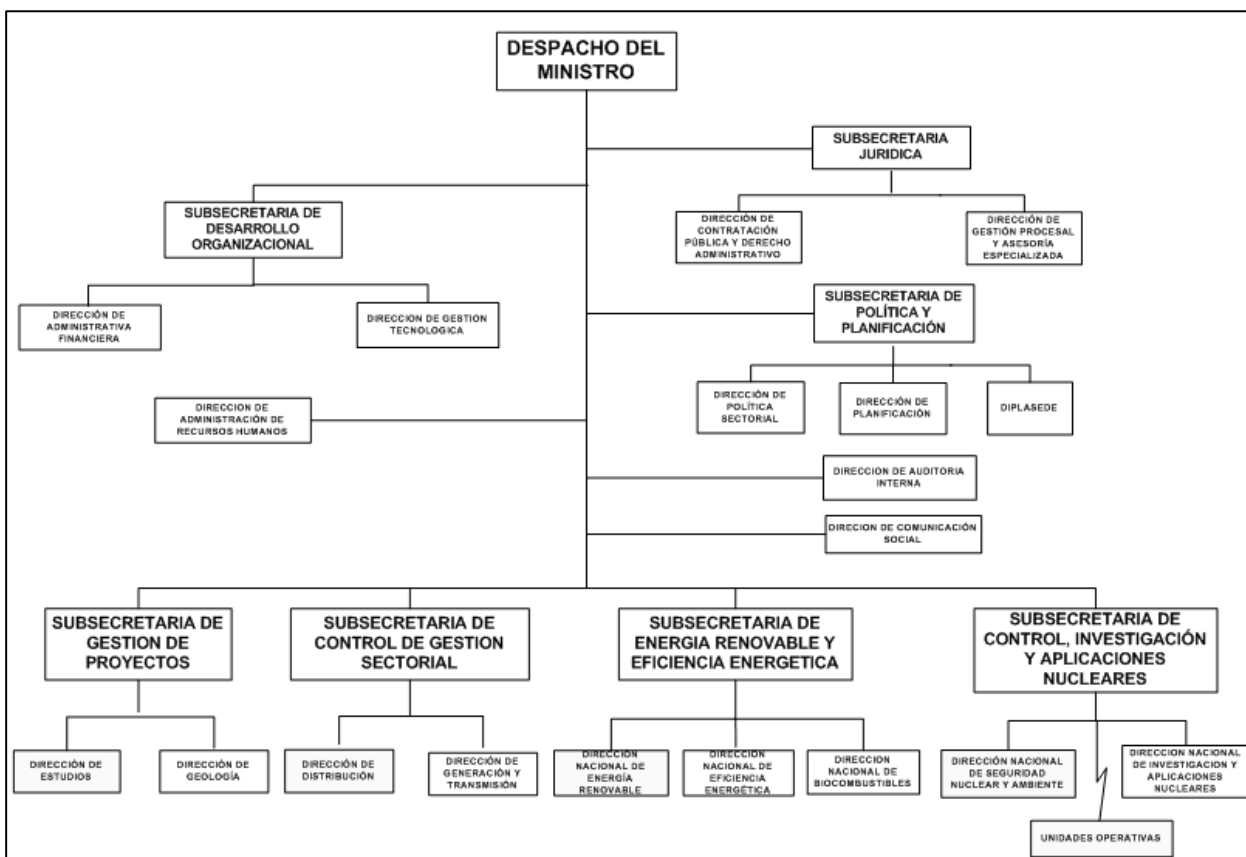 DESPACHO DEL
MINISTRO
SUBSECRETARIA
JURIDICA
SUBSECRETARIA DE
DESARROLLO
ORGANIZACIONAL
DIRECCIÓN DE
CONTRATACIÓN
PÚBLICA Y DERECHO
ADMINISTRATIVO
DIRECCIÓN DE
GESTIÓN PROCESAL
Y ASESORÍA
ESPECIALIZADA
DIRECCIÓN DE
ADMINISTRATIVA
FINANCIERA
DIRECCION DE GESTION
TECNOLOGICA
SUBSECRETARIA DE
POLÍTICA Y
PLANIFICACIÓN
DIRECCIÓN DE
POLÍTICA
SECTORIAL
DIRECCIÓN DE
PLANIFICACIÓN
DIPLASEDE
DIRECCION DE
ADMINISTRACIÓN DE
RECURSOS HUMANOS
DIRECCION DE AUDITORIA
INTERNA
DIRECION DE COMUNICACIÓN
SOCIAL
SUBSECRETARIA DE
GESTION DE
PROYECTOS
SUBSECRETARIA DE
CONTROL DE GESTION
SECTORIAL
SUBSECRETARIA DE
ENERGIA RENOVABLE Y
EFICIENCIA ENERGETICA
SUBSECRETARIA DE
CONTROL, INVESTIGACIÓN
Y APLICACIONES
NUCLEARES
DIRECCIÓN DE
ESTUDIOS
DIRECCIÓN DE
GEOLOGÍA
DIRECCIÓN DE
DISTRIBUCIÓN
DIRECCIÓN DE
GENERACIÓN Y
TRANSMISIÓN
DIRECCIÓN
NACIONAL DE
ENERGÍA
RENOVABLE
DIRECCIÓN
NACIONAL DE
EFICIENCIA
ENERGÉTICA
DIRECCIÓN
NACIONAL DE
BIOCOMBUSTIBLES
DIRECCIÓN NACIONAL
DE SEGURIDAD
NUCLEAR Y AMBIENTE
DIRECCION NACIONAL
DE INVESTIGACION Y
APLICACIONES
NUCLEARES
UNIDADES OPERATIVAS